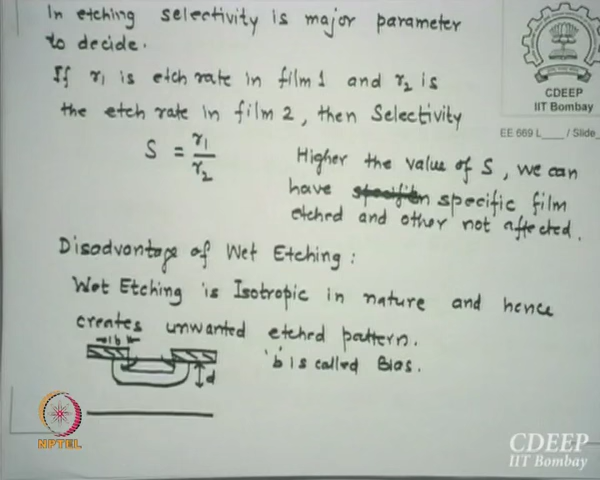 In etching selectivity is major parameter
to decide.
If r₁ is etch rate in film 1 and r₂ is
the etch rate in film 2, then Selectivity
S = r₁/r₂
Higher the value of S, we can
have specific film
etched and other not affected.
Disadvantage of Wet Etching:
Wet Etching is Isotropic in nature and hence
creates unwanted etched pattern.
b
'b' is called Bias.
d
CDEEP
IIT Bombay
EE 669 L____ / Slide_
NPTEL
CDEEP
IIT Bombay